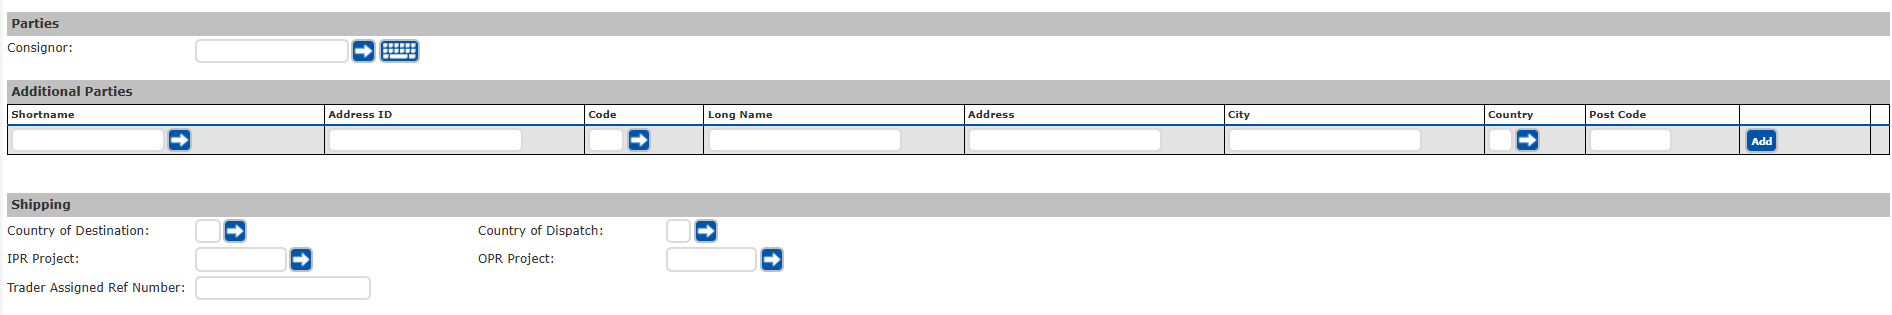 Parties
Consignor:
Additional Parties
Shortname Address ID Code Long Name Address City Country Post Code
Add
Shipping
Country of Destination: Country of Dispatch:
IPR Project: OPR Project:
Trader Assigned Ref Number: